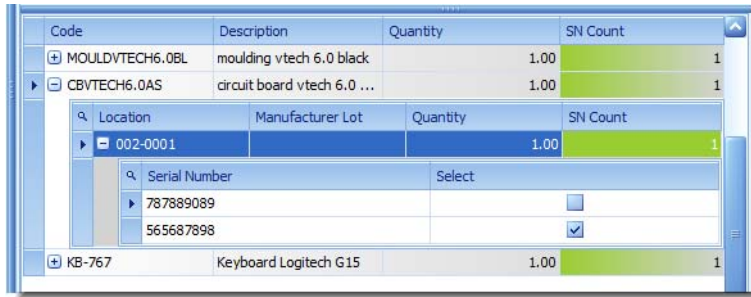 Code Description Quantity SN Count
MOULDVTECH6.0BL moulding vtech 6.0 black 1.00 1
CBVTECH6.0AS circuit board vtech 6.0 ... 1.00 1
Location Manufacturer Lot Quantity SN Count
002-0001 1.00 1
Serial Number Select
787889089
565687898
KB-767 Keyboard Logitech G15 1.00 1